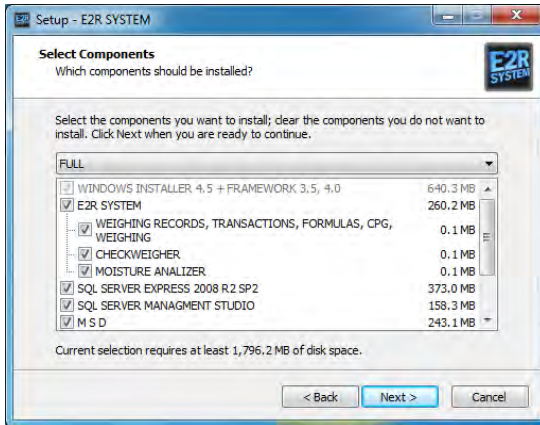 Setup - E2R SYSTEM
Select Components
Which components should be installed?
E2R
SYSTEM
Select the components you want to install; clear the components you do not want to
install. Click Next when you are ready to continue.
FULL
WINDOWS INSTALLER 4.5 + FRAMEWORK 3.5, 4.0 640.3 MB
E2R SYSTEM 260.2 MB
WEIGHING RECORDS, TRANSACTIONS, FORMULAS, CPG,
WEIGHING 0.1 MB
CHECKWEIGHER 0.1 MB
MOISTURE ANALIZER 0.1 MB
SQL SERVER EXPRESS 2008 R2 SP2 373.0 MB
SQL SERVER MANAGMENT STUDIO 158.3 MB
M S D 243.1 MB
Current selection requires at least 1,796.2 MB of disk space.
< Back Next > Cancel